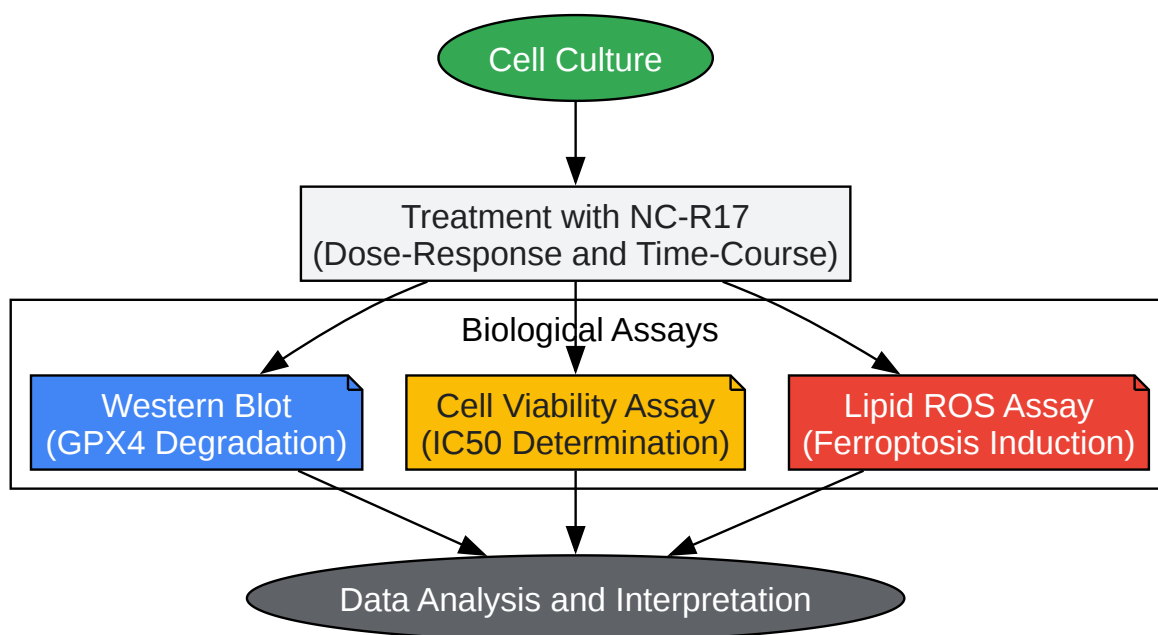 Cell Culture
Treatment with NC-R17
(Dose-Response and Time-Course)
Biological Assays
Western Blot
(GPX4 Degradation)
Cell Viability Assay
(IC50 Determination)
Lipid ROS Assay
(Ferroptosis Induction)
Data Analysis and Interpretation